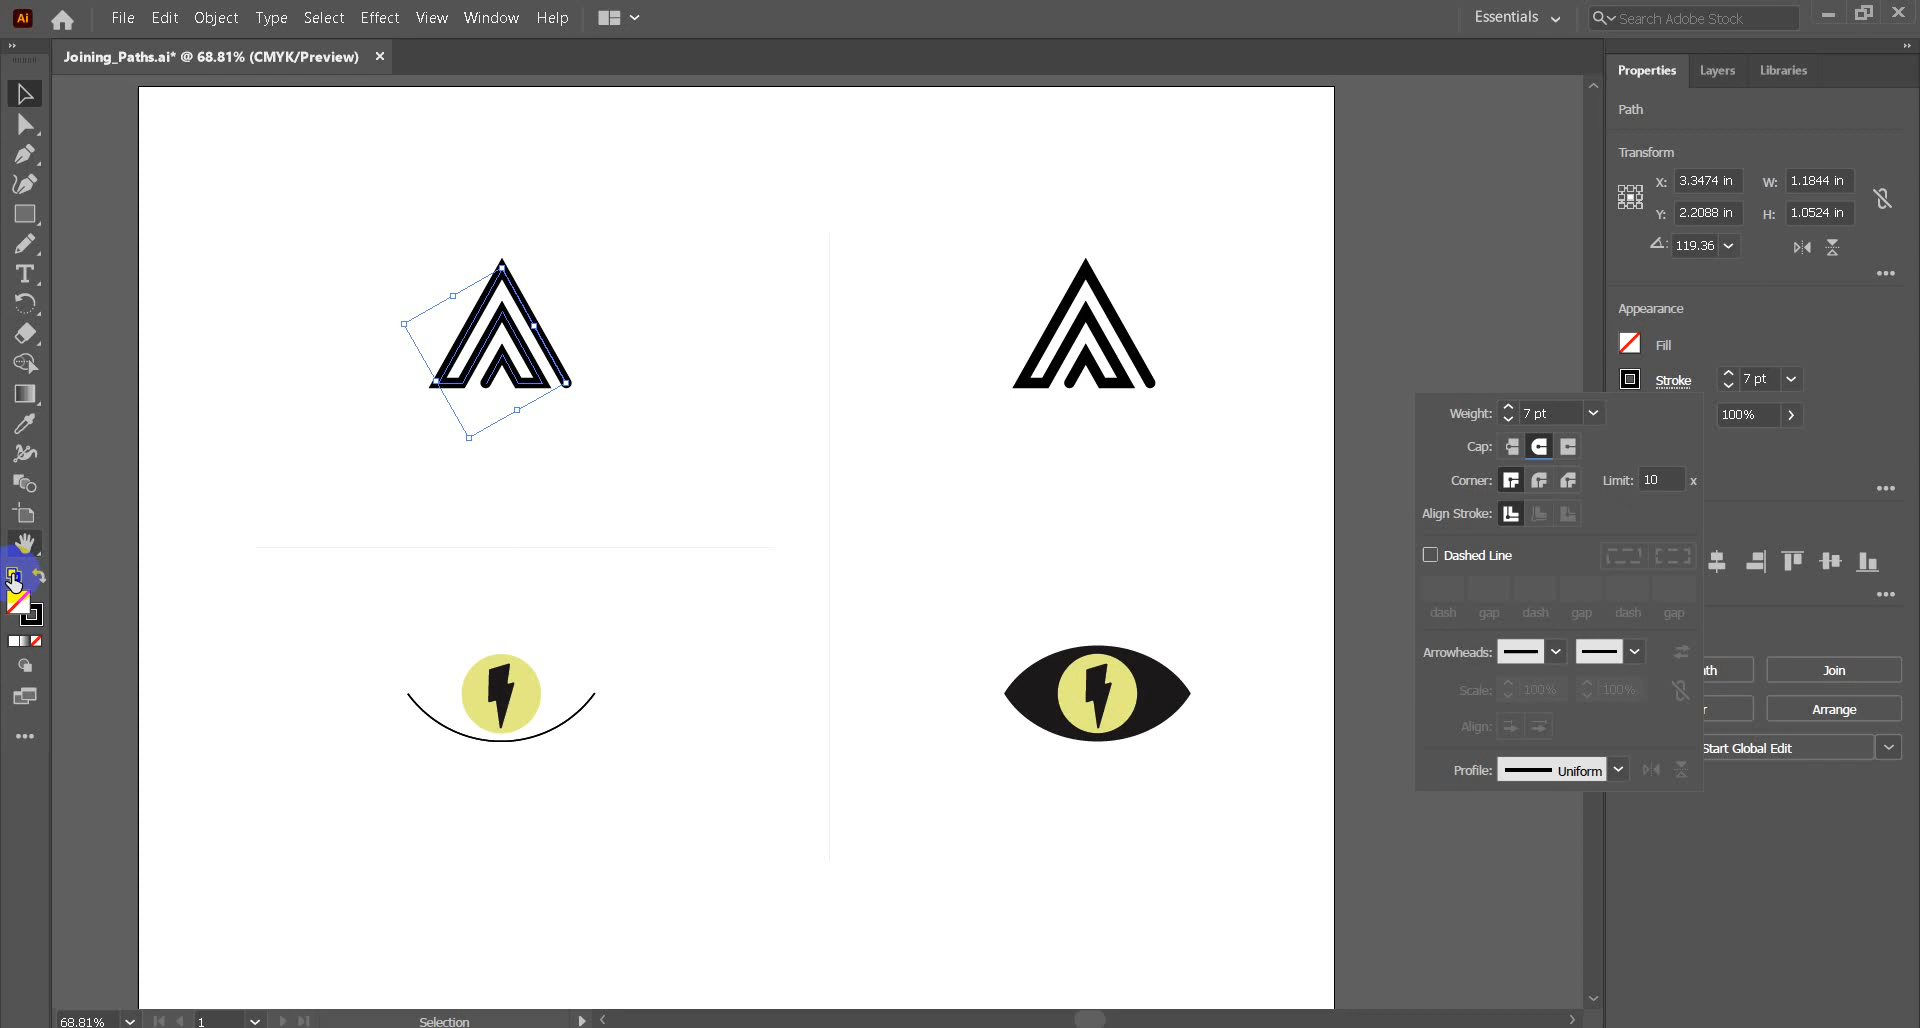 Ai File Edit Object Type Select Effect View Window Help Essentials Search Adobe Stock
Joining_Paths.ai* @ 68.81% (CMYK/Preview) ×
Properties Layers Libraries
Path
Transform
X: 3.3474 in W: 1.1844 in
Y: 2.2088 in H: 1.0524 in
119.36
Appearance
Fill
Stroke 7 pt
100%
Weight: 7 pt
Cap:
Corner: Limit: 10 x
Align Stroke:
Dashed Line
dash gap dash gap dash gap
Arrowheads:
Scale: 100% 100%
Align:
Profile: Uniform
Join
Arrange
Start Global Edit
68.81% 1 Selection